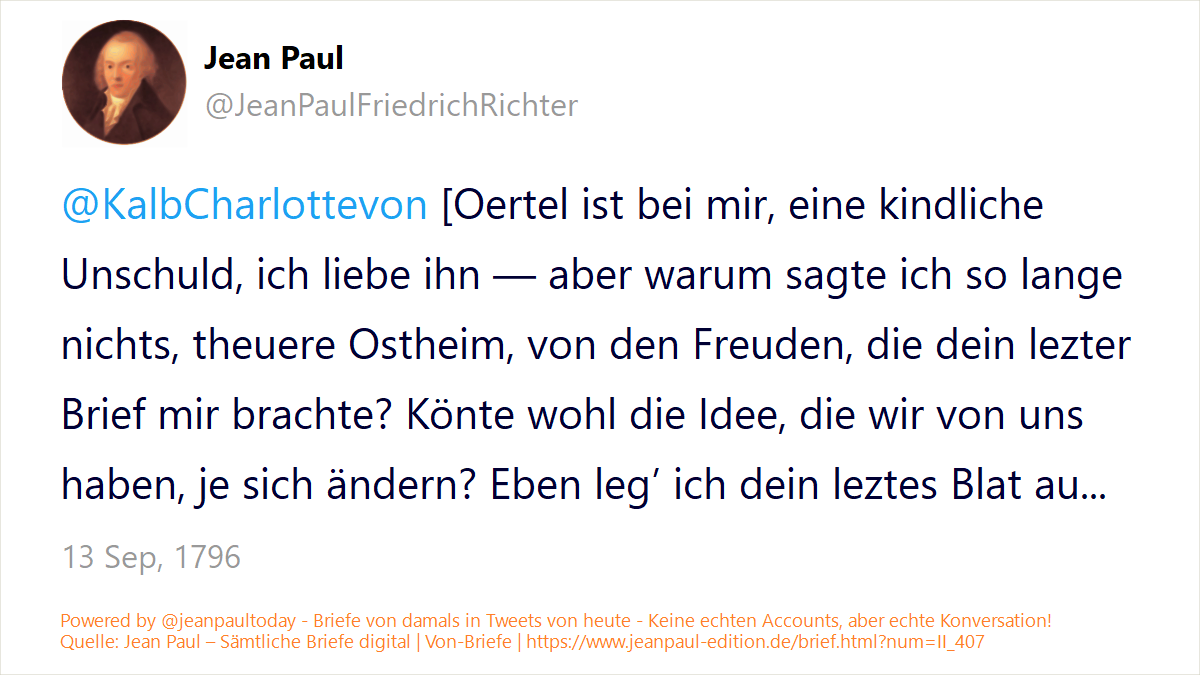 Jean Paul
@JeanPaulFriedrichRichter
@KalbCharlottevon [Oertel ist bei mir, eine kindliche
Unschuld, ich liebe ihn — aber warum sagte ich so lange
nichts, theuere Ostheim, von den Freuden, die dein lezter
Brief mir brachte? Könte wohl die Idee, die wir von uns
haben, je sich ändern? Eben leg’ ich dein leztes Blat au...
13 Sep, 1796
Powered by @jeanpaultoday - Briefe von damals in Tweets von heute - Keine echten Accounts, aber echte Konversation!
Quelle: Jean Paul – Sämtliche Briefe digital | Von-Briefe | https://www.jeanpaul-edition.de/brief.html?num=II_407